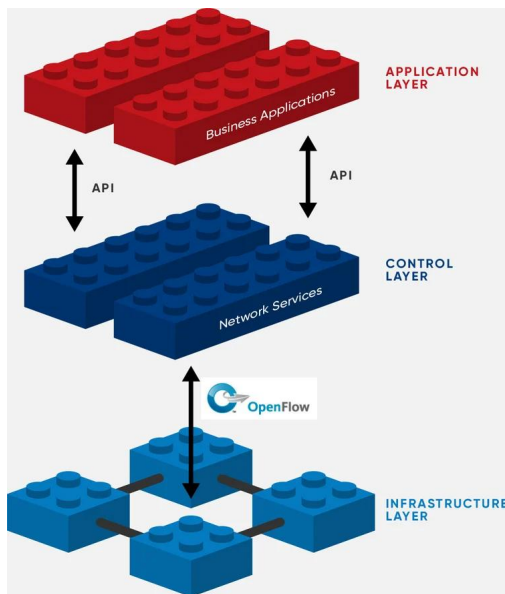 APPLICATION
LAYER
Business Applications
API
API
CONTROL
LAYER
Network Services
OpenFlow
INFRASTRUCTURE
LAYER